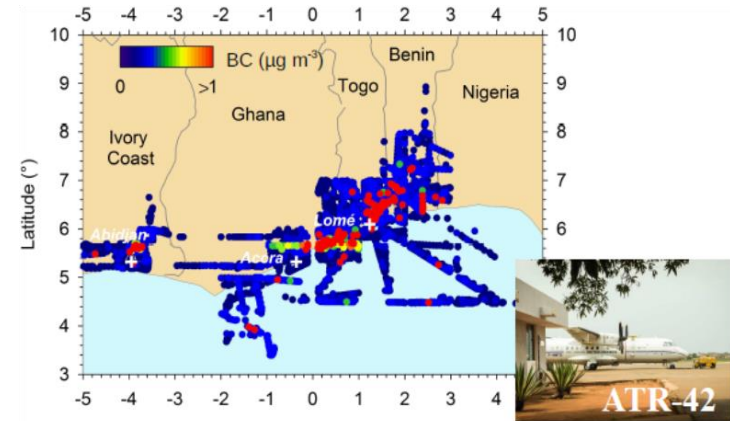 -5 -4 -3 -2 -1 0 1 2 3 4 5
10 10
BC (µg m-3)
0 >1
Benin
Togo
Nigeria
Ghana
Ivory
Coast
9 9
8 8
7 7
6 6
5 5
4
3
Latitude (°)
Abidjan
Accra
Lomé
-5 -4 -3 -2 -1 0 1 2 3 4 5
ATR-42